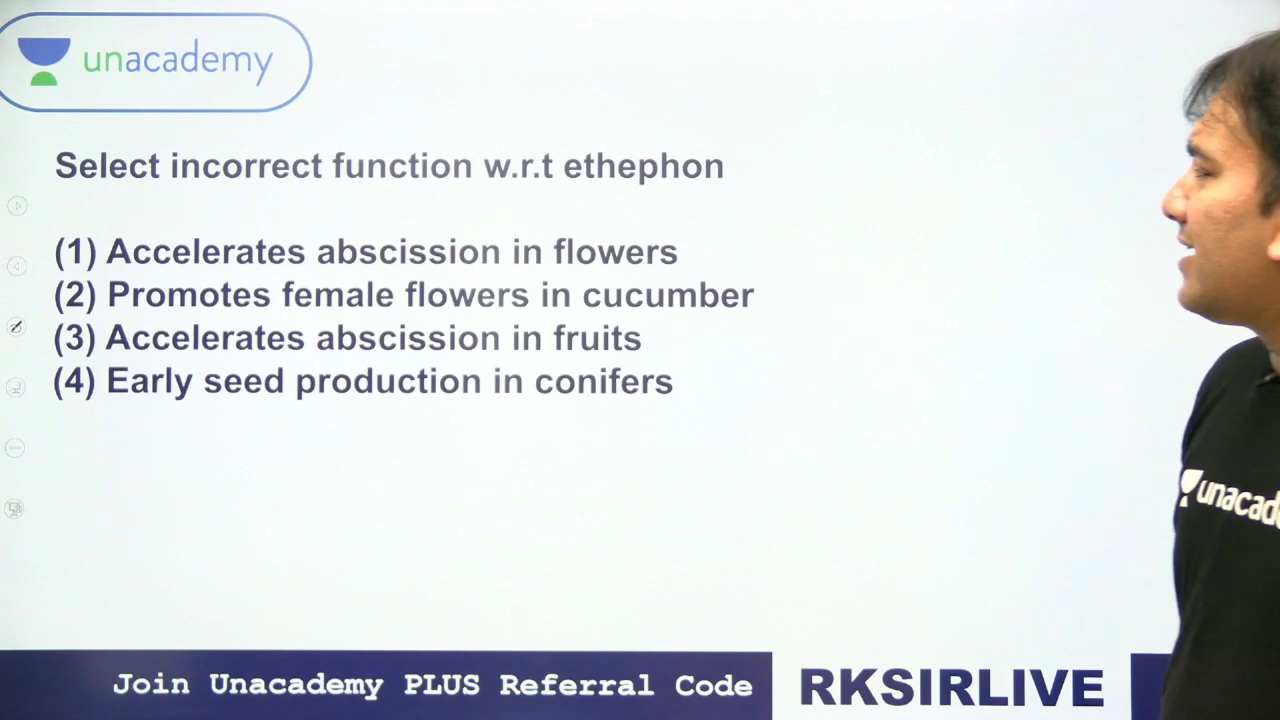 unacademy
Select incorrect function w.r.t ethephon
(1) Accelerates abscission in flowers
(2) Promotes female flowers in cucumber
(3) Accelerates abscission in fruits
(4) Early seed production in conifers
unacade
Join Unacademy PLUS Referral Code
RKSIRLIVE